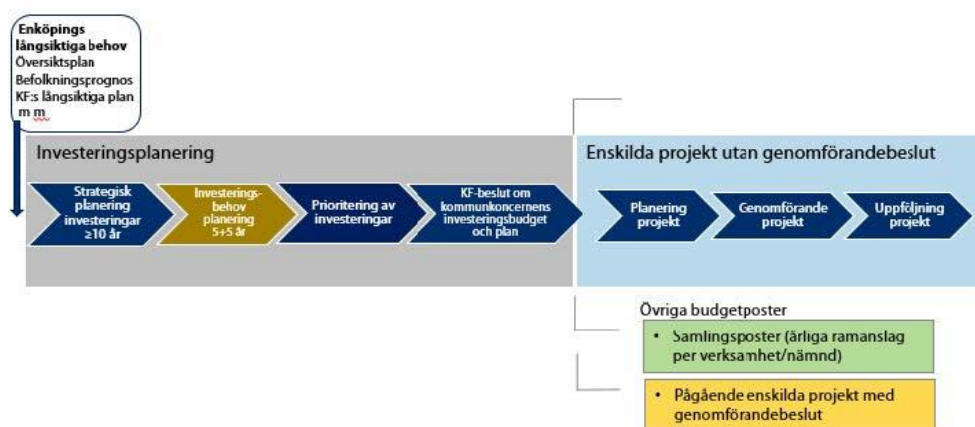 Enköpings
långsiktiga behov
Översiktsplan
Befolkningsprognos
KF:s långsiktiga plan
m m
Investeringsplanering
Enskilda projekt utan genomförandebeslut
Strategisk
planering
investeringar
≥10 år
Investerings-
behov
planering
5+5 år
Prioritering av
investeringar
KF-beslut om
kommunkoncernens
investeringsbudget
och plan
Planering
projekt
Genomförande
projekt
Uppföljning
projekt
Övriga budgetposter
• Samlingsposter (årliga ramanslag
per verksamhet/nämnd)
• Pågående enskilda projekt med
genomförandebeslut